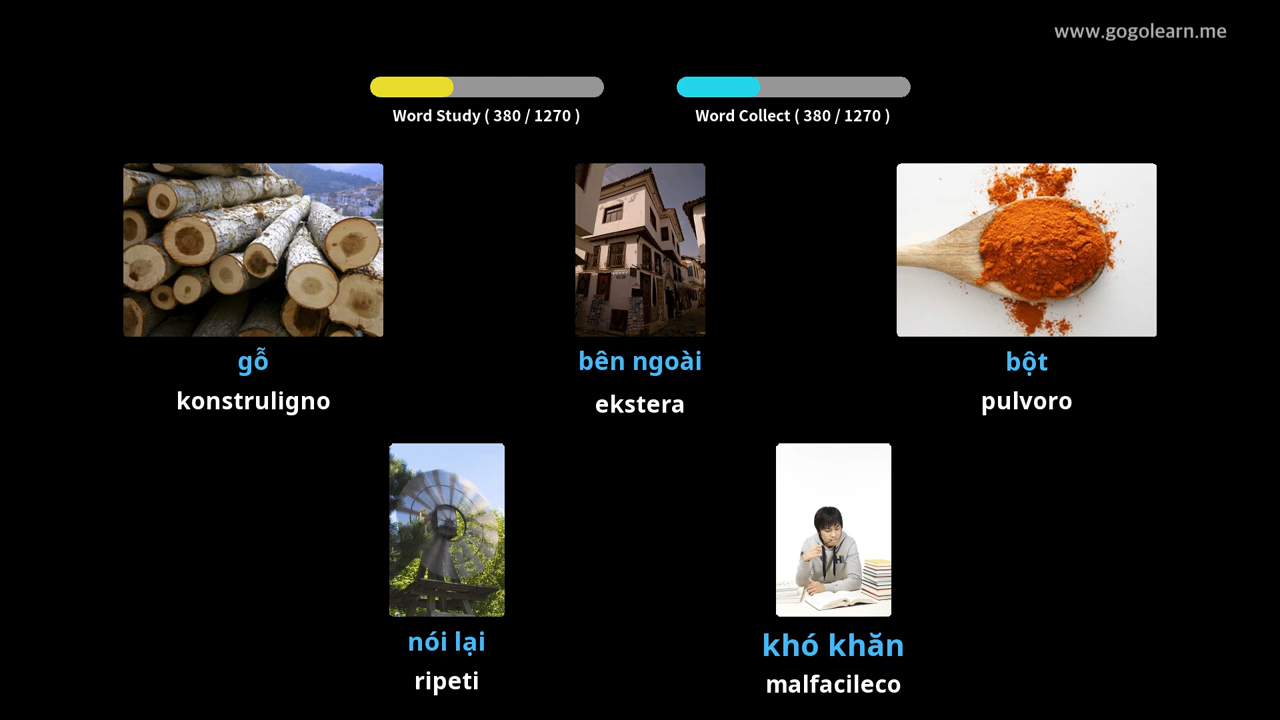 www.gogolearn.me
Word Study ( 380 / 1270 )
Word Collect ( 380 / 1270 )
gỗ
konstruligno
bên ngoài
ekstera
bột
pulvoro
nói lại
ripeti
khó khăn
malfacileco